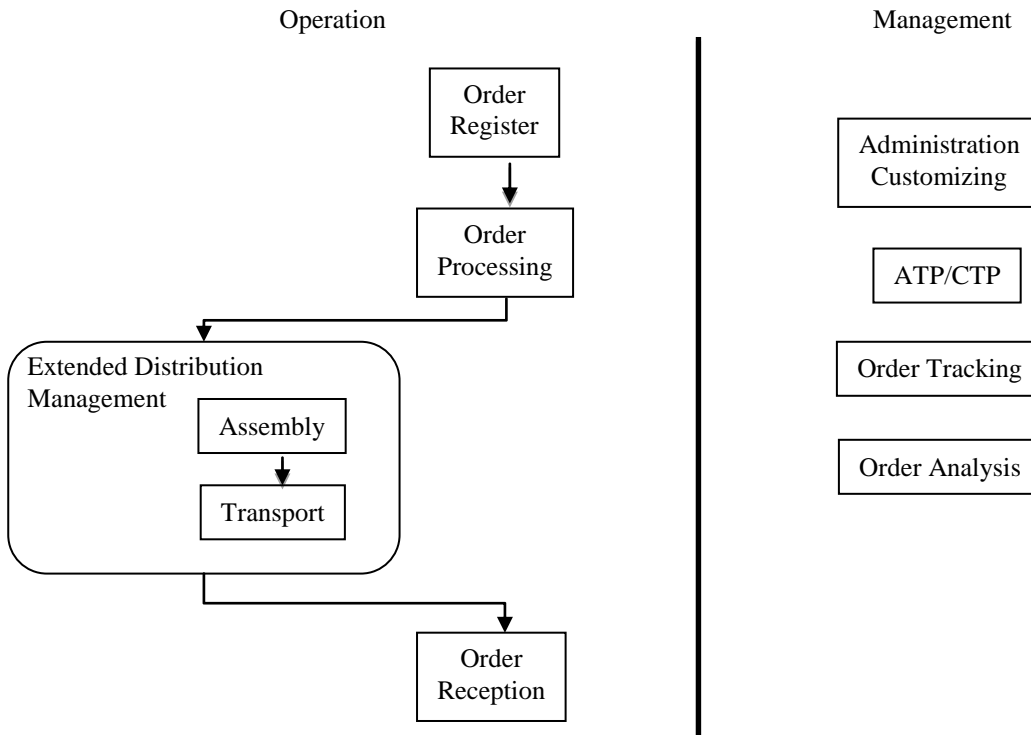 Operation
Management
Order
Register
Order
Processing
Extended Distribution
Management
Assembly
Transport
Order
Reception
Administration
Customizing
ATP/CTP
Order Tracking
Order Analysis